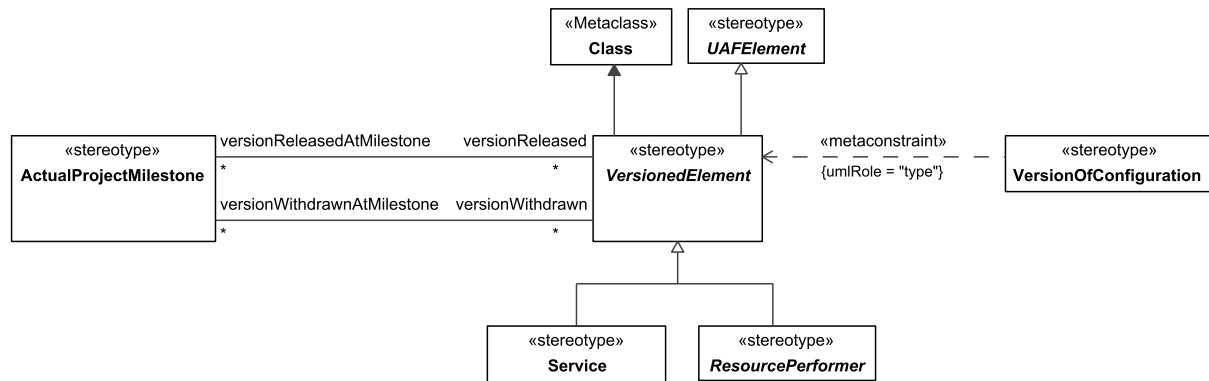 «Metaclass»
Class
«stereotype»
UAFElement
«stereotype»
ActualProjectMilestone
versionReleasedAtMilestone
versionReleased
*
*
versionWithdrawnAtMilestone
versionWithdrawn
*
*
«stereotype»
VersionedElement
«metaconstraint»
{umlRole = "type"}
«stereotype»
VersionOfConfiguration
«stereotype»
Service
«stereotype»
ResourcePerformer